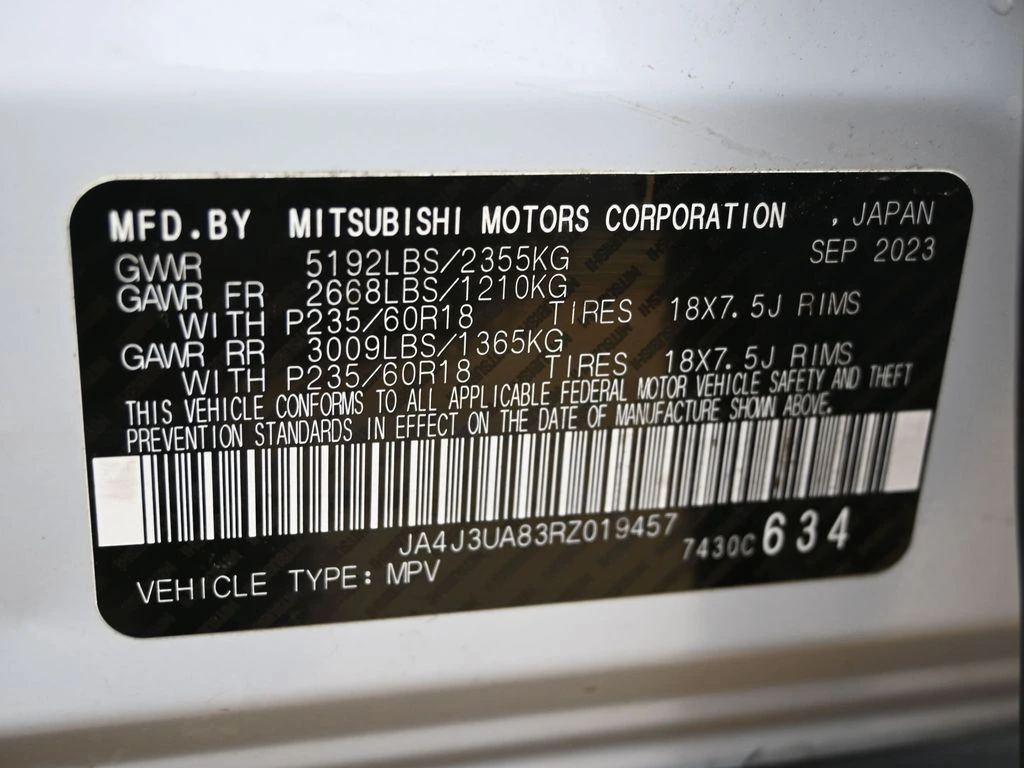 MFD.BY MITSUBISHI MOTORS CORPORATION , JAPAN
SEP 2023
GVWR 5192LBS/2355KG
GAWR FR 2668LBS/1210KG
WITH P235/60R18 TIRES 18X7.5J RIMS
GAWR RR 3009LBS/1365KG
WITH P235/60R18 TIRES 18X7.5J RIMS
THIS VEHICLE CONFORMS TO ALL APPLICABLE FEDERAL MOTOR VEHICLE SAFETY AND THEFT
PREVENTION STANDARDS IN EFFECT ON THE DATE OF MANUFACTURE SHOWN ABOVE.
JA4J3UA83RZ019457 7430C 634
VEHICLE TYPE: MPV